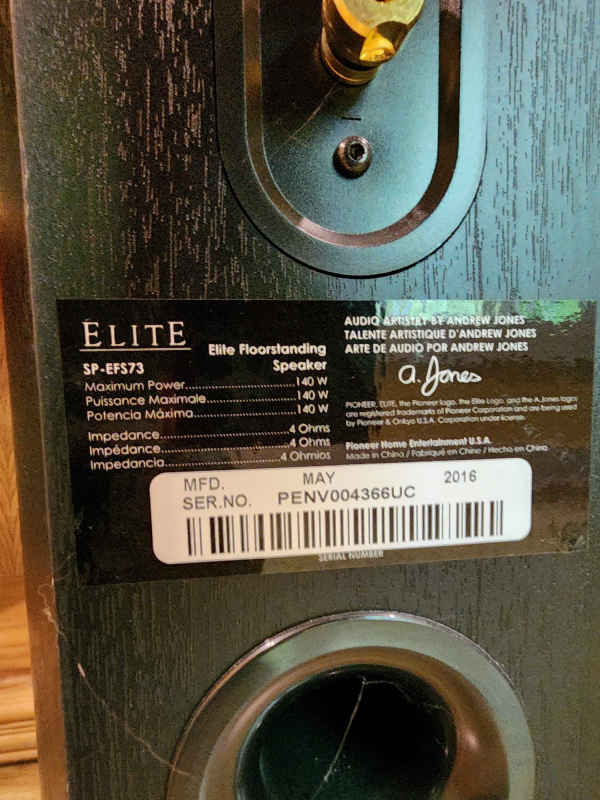 ELITE
Elite Floorstanding
SP-EFS73 Speaker
Maximum Power..........................140 W
Puissance Maximale...................140 W
Potencia Máxima........................140 W
Impedance................................4 Ohms
Impédance................................4 Ohms
Impedancia.............................4 Ohmios
AUDIO ARTISTRY BY ANDREW JONES
TALENTE ARTISTIQUE D'ANDREW JONES
ARTE DE AUDIO POR ANDREW JONES
a. Jones
PIONEER, ELITE, the Pioneer logo, the Elite Logo, and the A.Jones logos
are registered trademarks of Pioneer Corporation and are being used
by Pioneer & Onkyo U.S.A. Corporation under license.
Pioneer Home Entertainment U.S.A.
Made in China / Fabriqué en Chine / Hecho en China
MFD. MAY 2016
SER.NO. PENV004366UC
SERIAL NUMBER